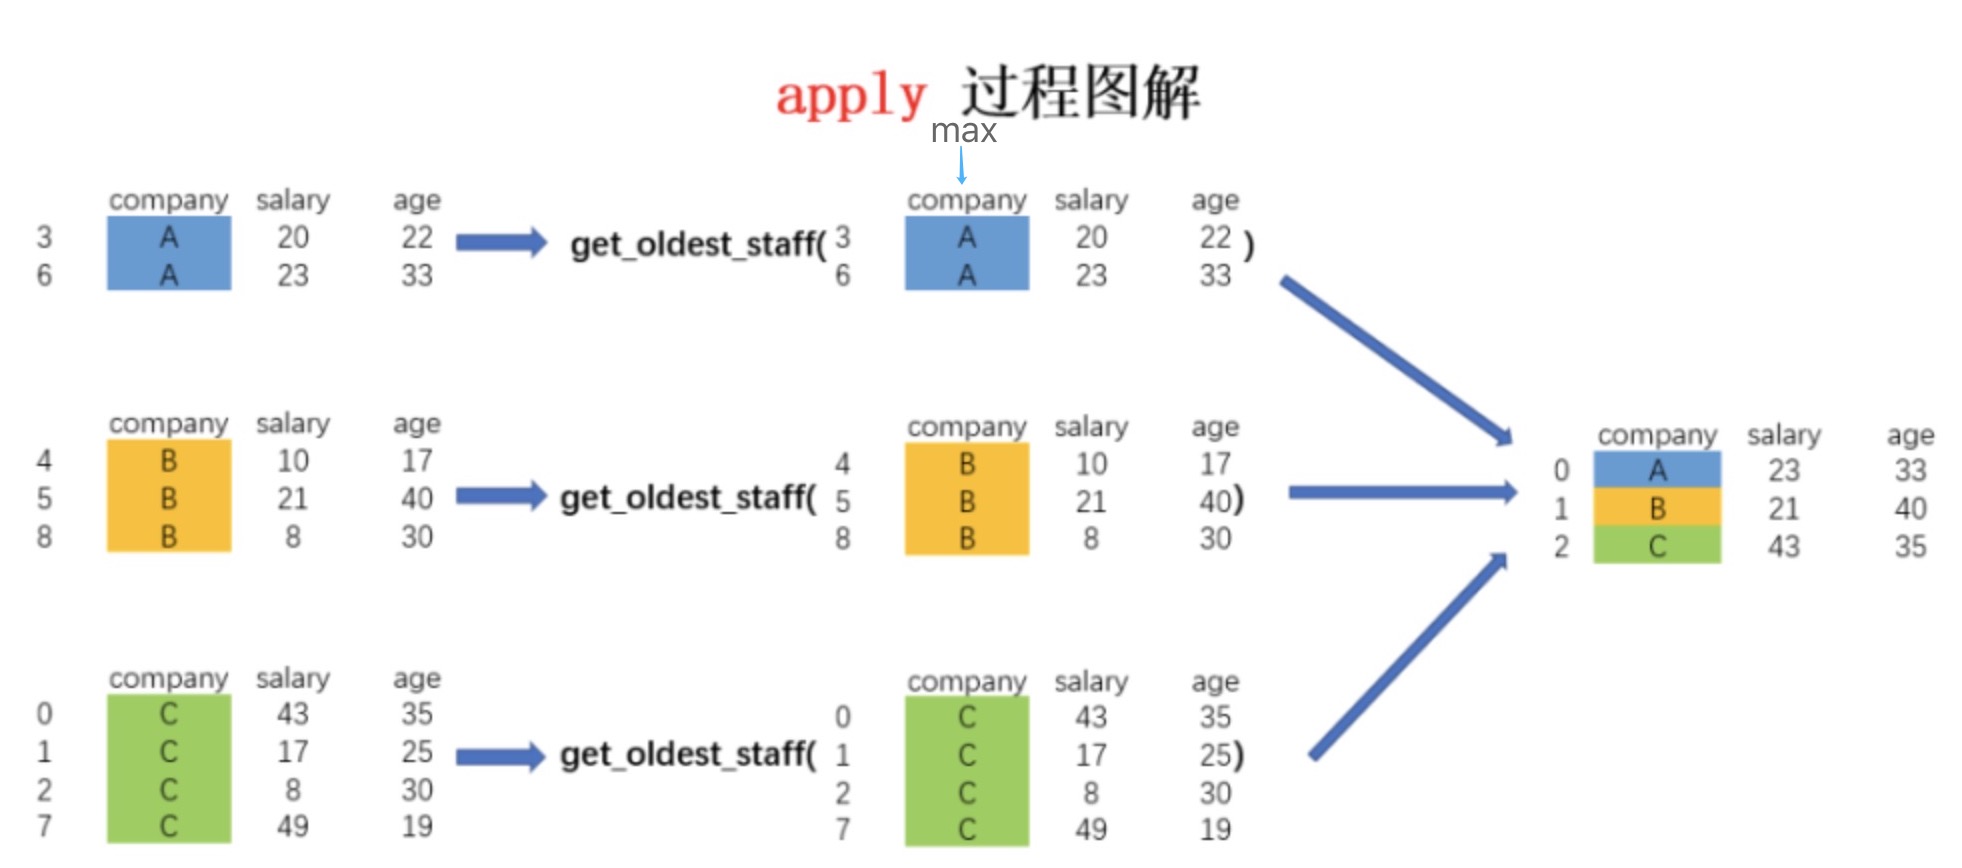 apply 过程图解
max
company salary age
3 A 20 22
6 A 23 33
get_oldest_staff(
company salary age
3 A 20 22 )
6 A 23 33
company salary age
4 B 10 17
5 B 21 40
8 B 8 30
get_oldest_staff(
company salary age
4 B 10 17
5 B 21 40)
8 B 8 30
company salary age
0 A 23 33
1 B 21 40
2 C 43 35
company salary age
0 C 43 35
1 C 17 25
2 C 8 30
7 C 49 19
get_oldest_staff(
company salary age
0 C 43 35
1 C 17 25)
2 C 8 30
7 C 49 19